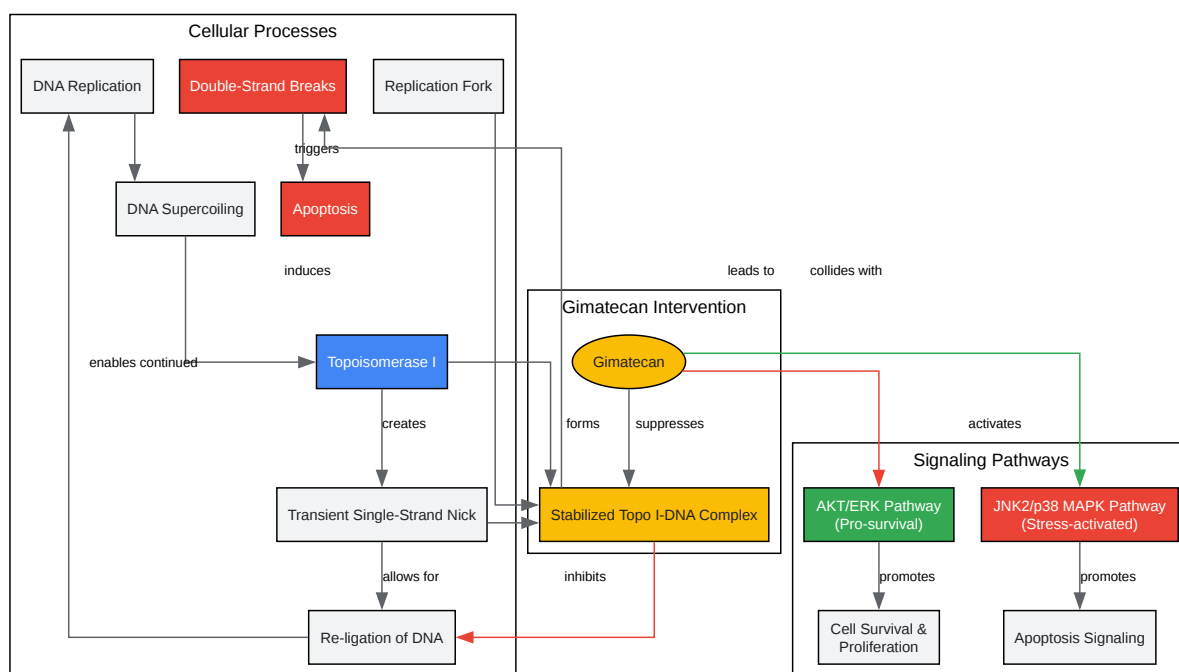 Cellular Processes
DNA Replication
Double-Strand Breaks
Replication Fork
triggers
DNA Supercoiling
Apoptosis
induces
leads to
collides with
Gimatecan Intervention
enables continued
Topoisomerase I
Gimatecan
creates
forms
suppresses
activates
Signaling Pathways
Transient Single-Strand Nick
Stabilized Topo I-DNA Complex
AKT/ERK Pathway
(Pro-survival)
JNK2/p38 MAPK Pathway
(Stress-activated)
allows for
inhibits
promotes
promotes
Re-ligation of DNA
Cell Survival &
Proliferation
Apoptosis Signaling